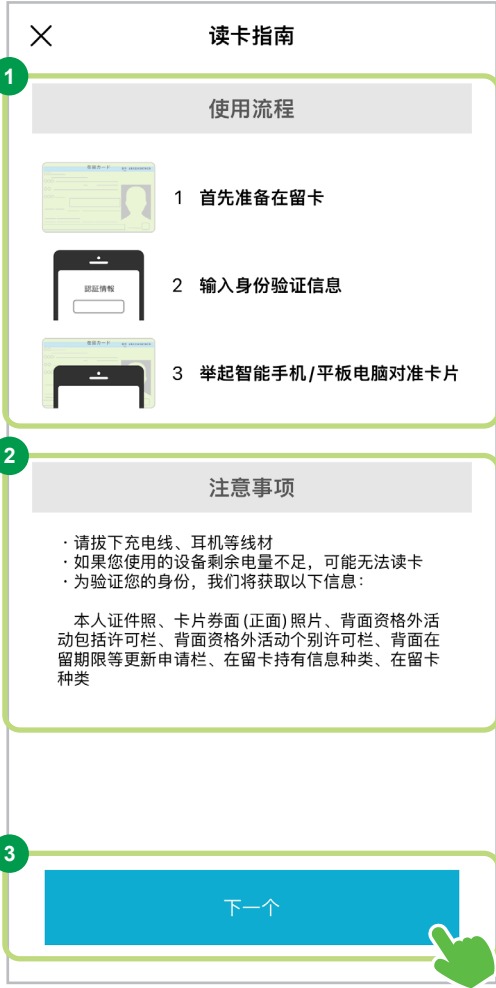 读卡指南
1
使用流程
在留カード
1 首先准备在留卡
認証情報
2 输入身份验证信息
在留カード
3 举起智能手机/平板电脑对准卡片
2
注意事项
·请拔下充电线、耳机等线材
·如果您使用的设备剩余电量不足，可能无法读卡
·为验证您的身份，我们将获取以下信息：
本人证件照、卡片券面(正面)照片、背面资格外活
动包括许可栏、背面资格外活动个别许可栏、背面在
留期限等更新申请栏、在留卡持有信息种类、在留卡
种类
3
下一个